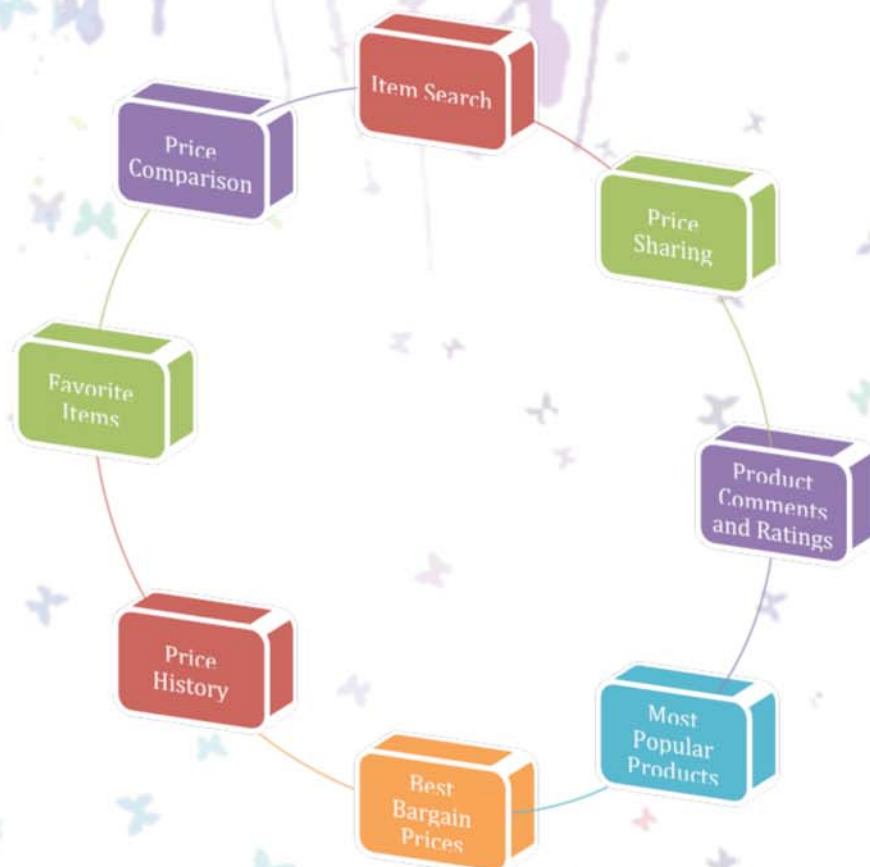 Item Search
Price
Sharing
Product
Comments
and Ratings
Most
Popular
Products
Best
Bargain
Prices
Price
History
Favorite
Items
Price
Comparison